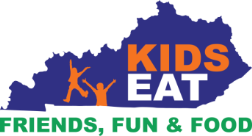 KIDS
EAT
FRIENDS, FUN & FOOD